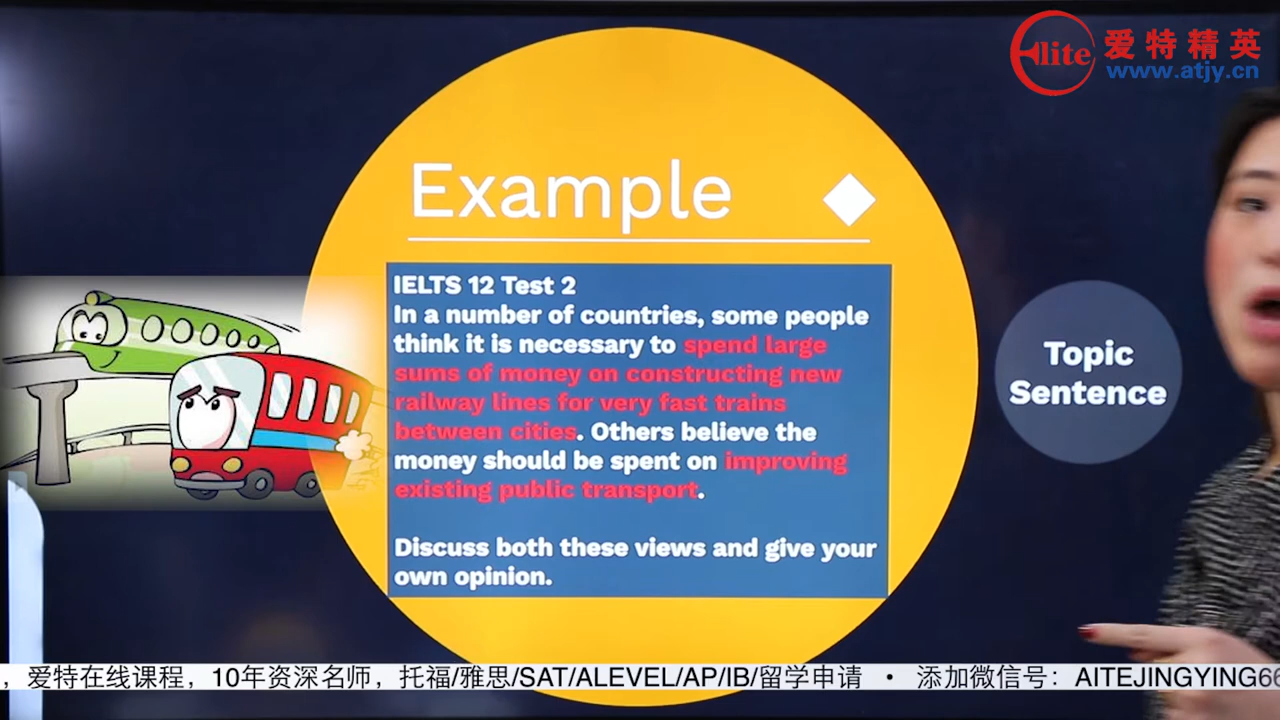 Elite 爱特精英
www.atjy.cn
Example
IELTS 12 Test 2
In a number of countries, some people
think it is necessary to spend large
sums of money on constructing new
railway lines for very fast trains
between cities. Others believe the
money should be spent on improving
existing public transport.
Discuss both these views and give your
own opinion.
Topic
Sentence
，爱特在线课程，10年资深名师，托福/雅思/SAT/ALEVEL/AP/IB/留学申请 • 添加微信号：AITEJINGYING66